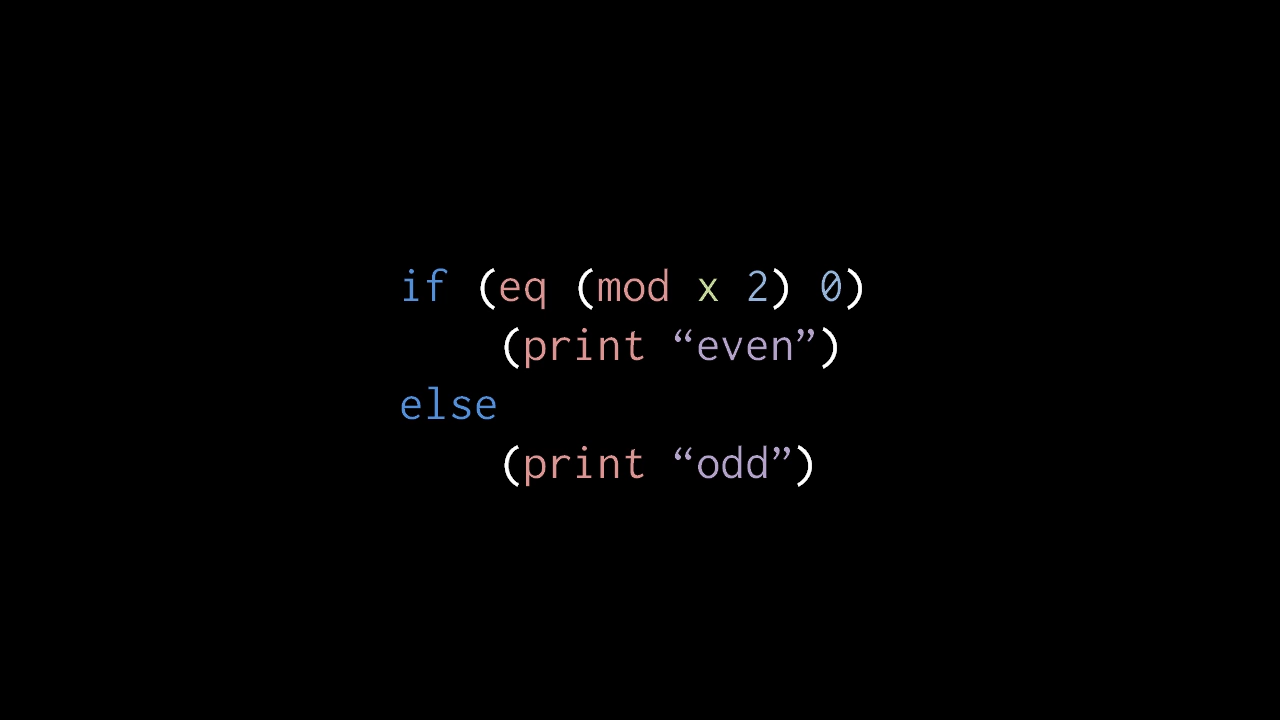 if (eq (mod x 2) 0)
    (print “even”)
else
    (print “odd”)